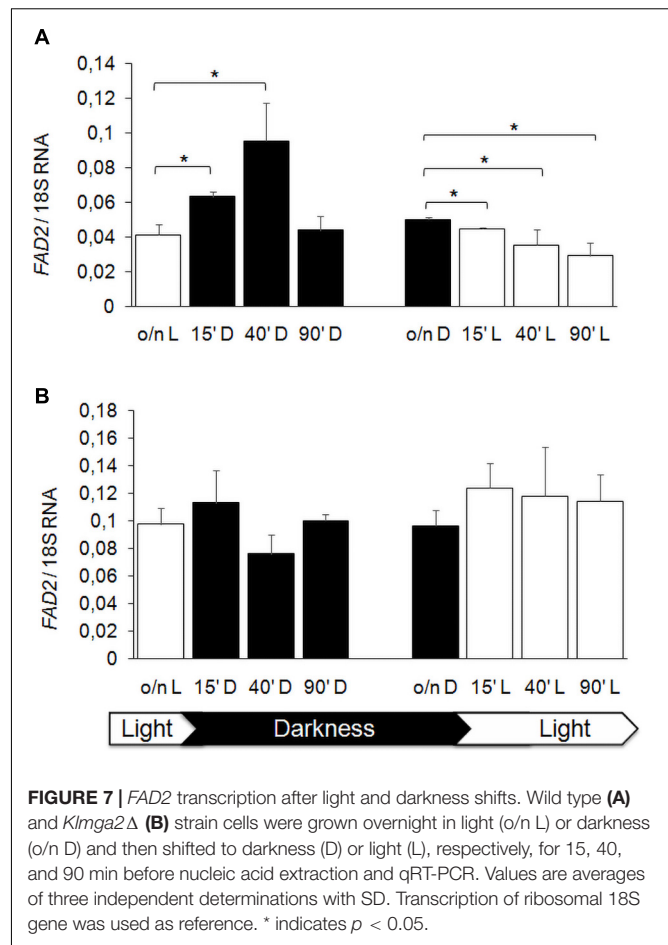 A
0,14
0,12
0,1
0,08
0,06
0,04
0,02
0
FAD2/ 18S RNA
* * * * *
o/n L 15' D 40' D 90' D o/n D 15' L 40' L 90' L
B
0,18
0,16
0,14
0,12
0,1
0,08
0,06
0,04
0,02
0
FAD2/ 18S RNA
o/n L 15' D 40' D 90' D o/n D 15' L 40' L 90' L
Light Darkness Light
FIGURE 7 | FAD2 transcription after light and darkness shifts. Wild type (A)
and Klmga2Δ (B) strain cells were grown overnight in light (o/n L) or darkness
(o/n D) and then shifted to darkness (D) or light (L), respectively, for 15, 40,
and 90 min before nucleic acid extraction and qRT-PCR. Values are averages
of three independent determinations with SD. Transcription of ribosomal 18S
gene was used as reference. * indicates p < 0.05.